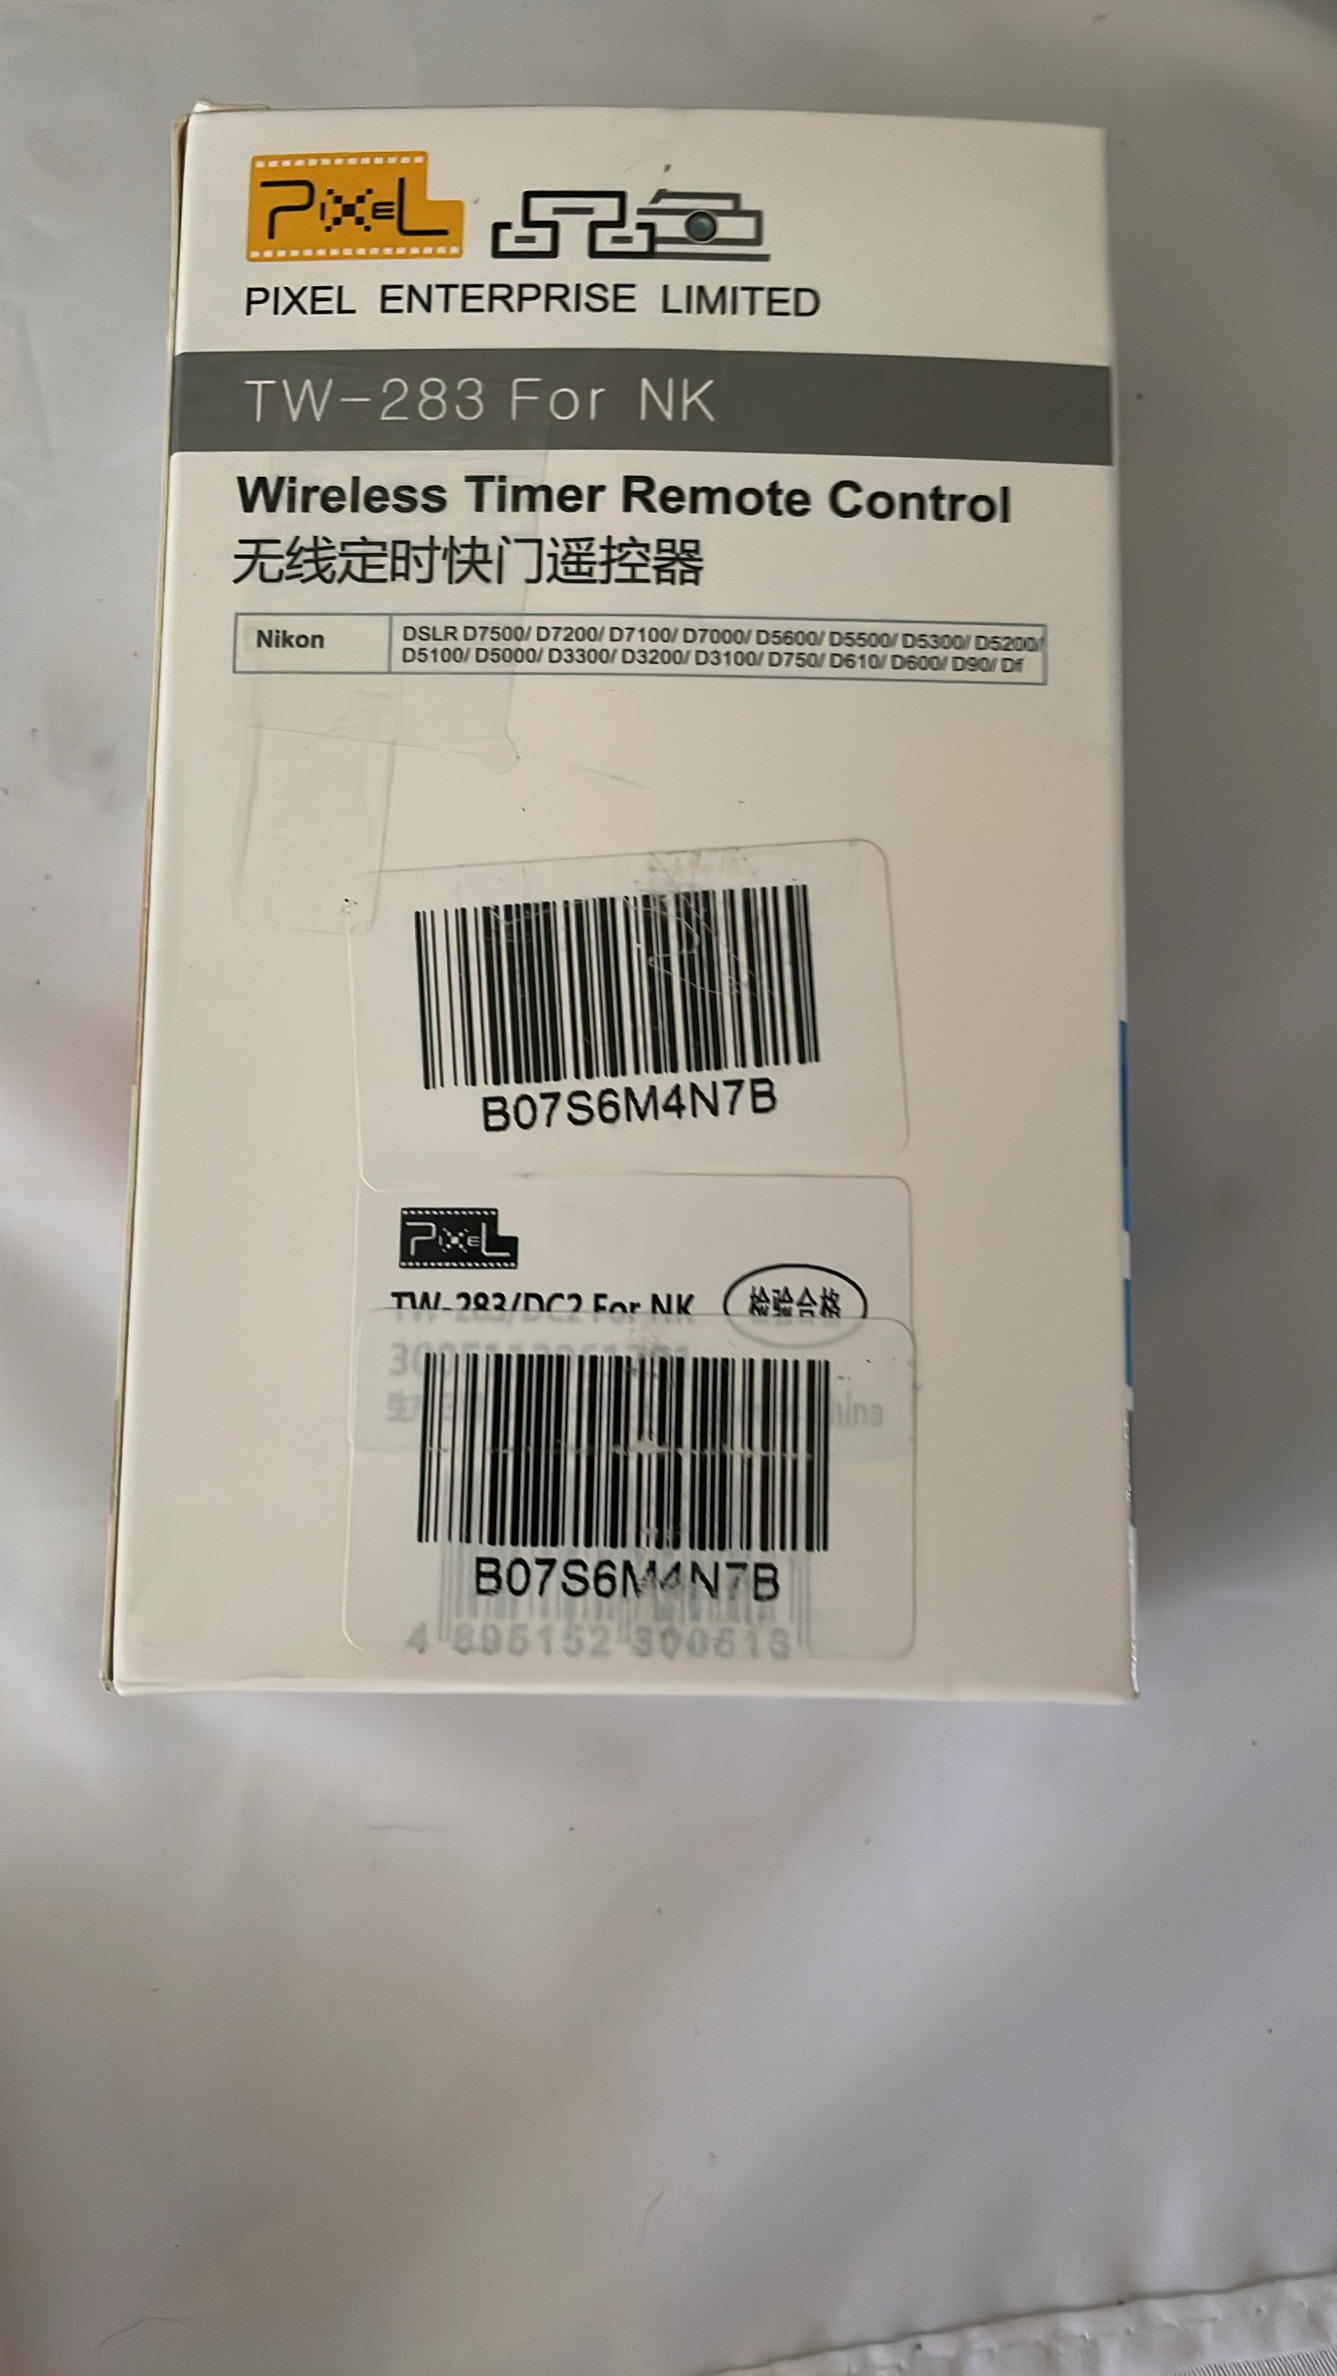 PIXEL
PIXEL ENTERPRISE LIMITED
TW-283 For NK
Wireless Timer Remote Control
无线定时快门遥控器
Nikon
DSLR D7500/ D7200/ D7100/ D7000/ D5600/ D5500/ D5300/ D5200/
D5100/ D5000/ D3300/ D3200/ D3100/ D750/ D610/ D600/ D90/ Df
B07S6M4N7B
PIXEL
TW-283/DC2 For NK
检验合格
B07S6M4N7B